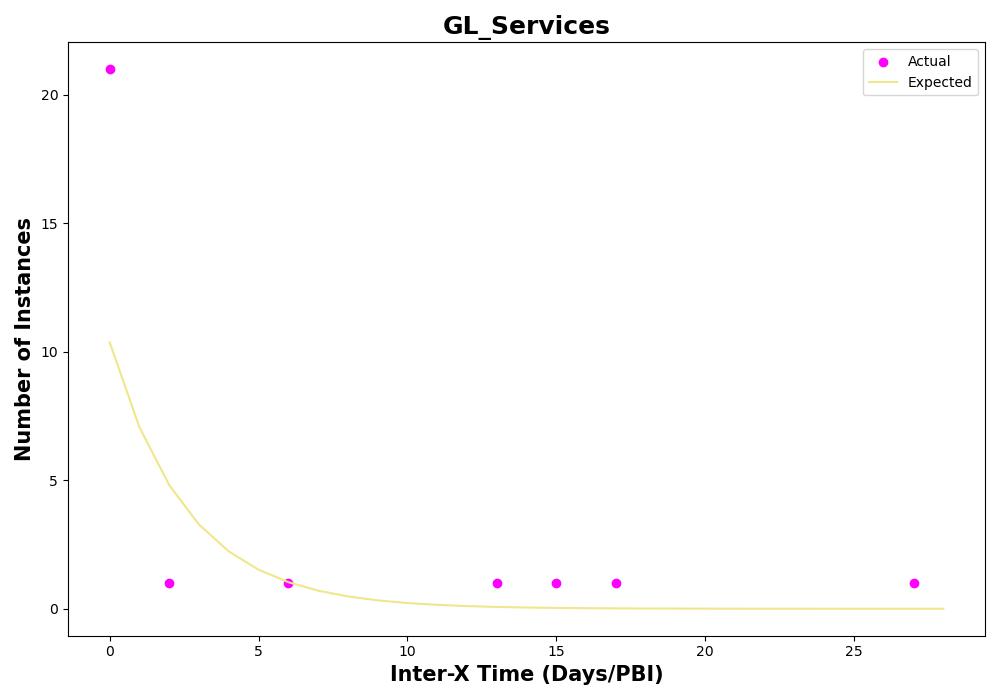 GL_Services
Actual
Expected
20
15
10
5
0
Number of Instances
0 5 10 15 20 25
Inter-X Time (Days/PBI)